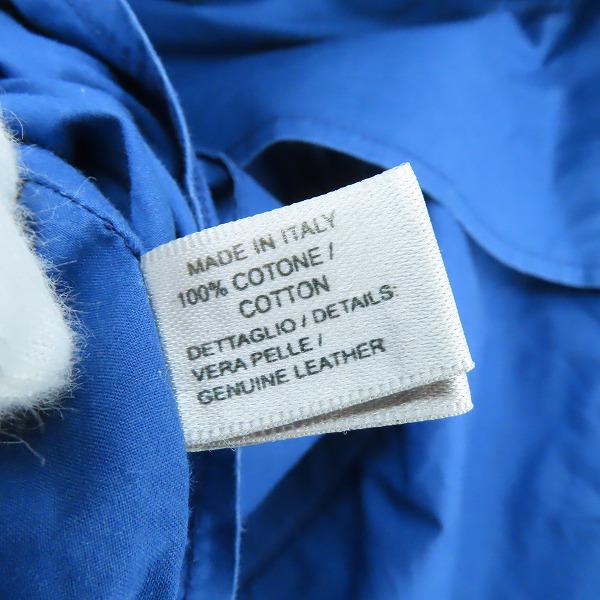 MADE IN ITALY
100% COTONE /
COTTON
DETTAGLIO / DETAILS:
VERA PELLE /
GENUINE LEATHER